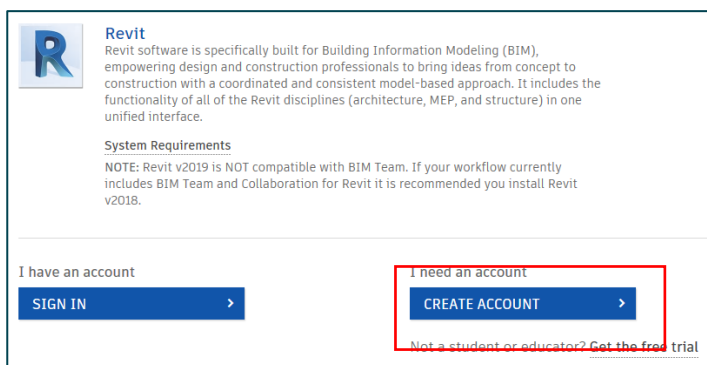 Revit
Revit software is specifically built for Building Information Modeling (BIM),
empowering design and construction professionals to bring ideas from concept to
construction with a coordinated and consistent model-based approach. It includes the
functionality of all of the Revit disciplines (architecture, MEP, and structure) in one
unified interface.
System Requirements
NOTE: Revit v2019 is NOT compatible with BIM Team. If your workflow currently
includes BIM Team and Collaboration for Revit it is recommended you install Revit
v2018.
I have an account
SIGN IN >
I need an account
CREATE ACCOUNT >
Not a student or educator? Get the free trial